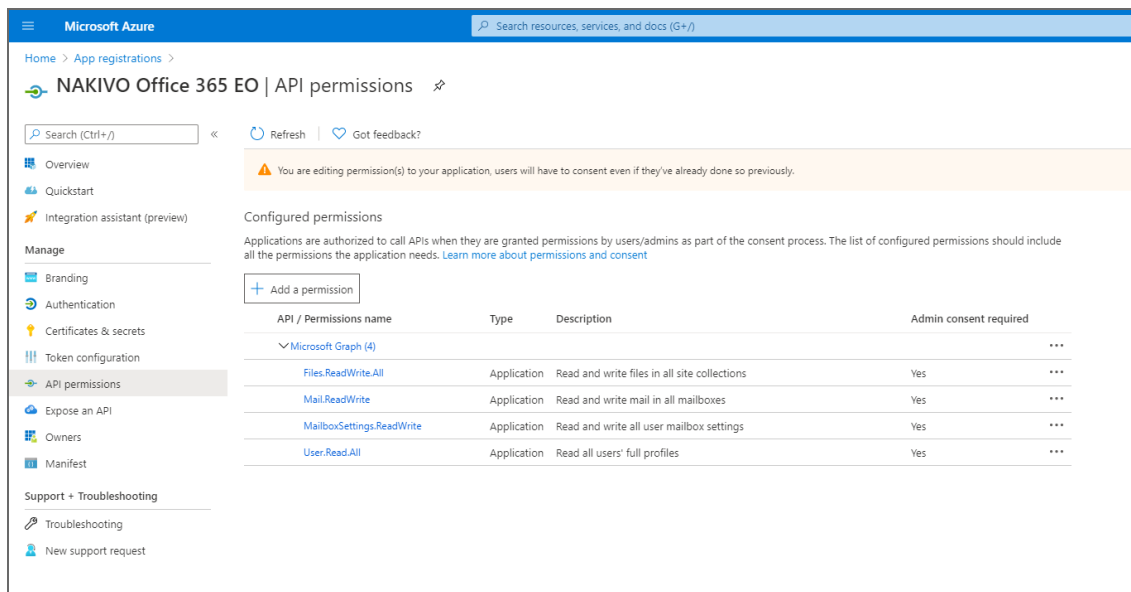 Microsoft Azure
Search resources, services, and docs (G+/)
Home > App registrations >
NAKIVO Office 365 EO | API permissions
Search (Ctrl+/)
«
Refresh
Got feedback?
Overview
You are editing permission(s) to your application, users will have to consent even if they've already done so previously.
Quickstart
Integration assistant (preview)
Configured permissions
Applications are authorized to call APIs when they are granted permissions by users/admins as part of the consent process. The list of configured permissions should include
all the permissions the application needs. Learn more about permissions and consent
Manage
Branding
Authentication
Certificates & secrets
Token configuration
API permissions
Expose an API
Owners
Manifest
Support + Troubleshooting
Troubleshooting
New support request
+ Add a permission
API / Permissions name Type Description Admin consent required
Microsoft Graph (4) ...
Files.ReadWrite.All Application Read and write files in all site collections Yes ...
Mail.ReadWrite Application Read and write mail in all mailboxes Yes ...
MailboxSettings.ReadWrite Application Read and write all user mailbox settings Yes ...
User.Read.All Application Read all users' full profiles Yes ...